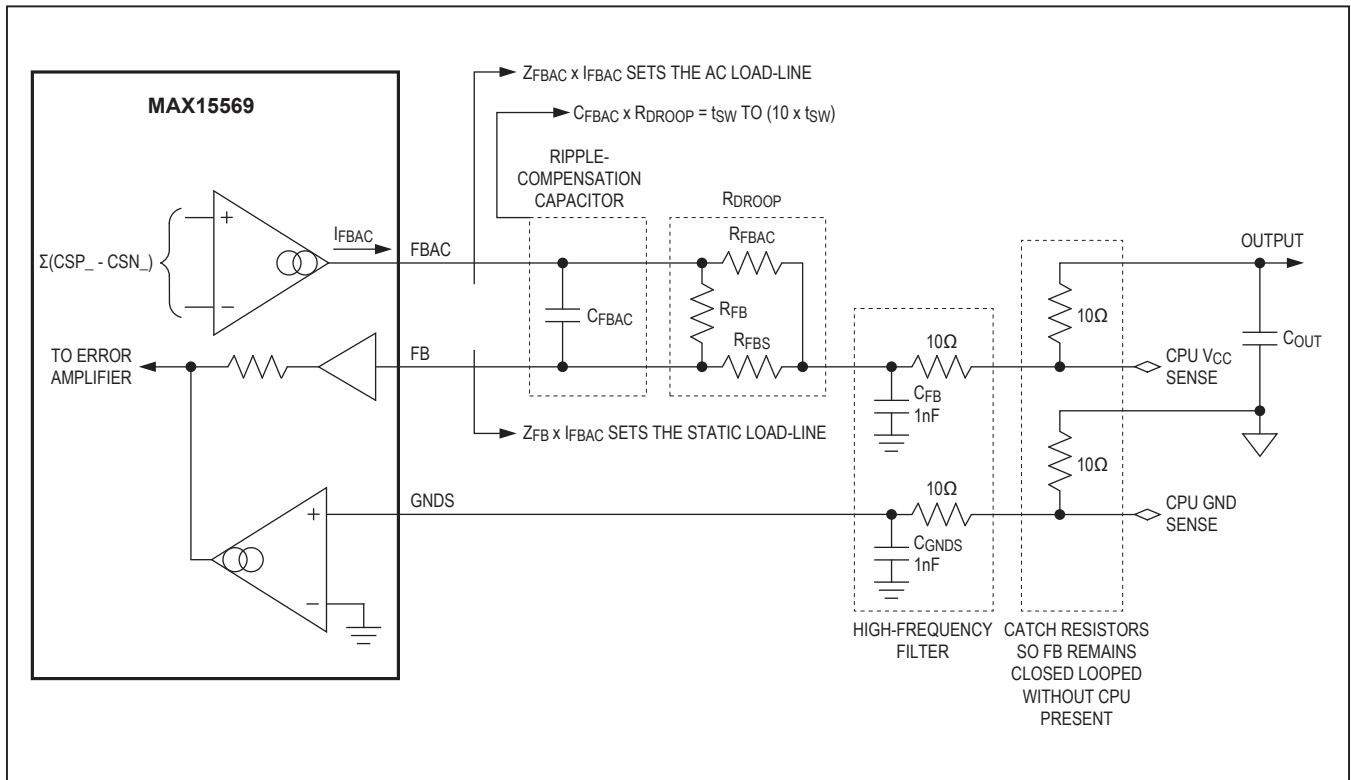 MAX15569
ZFBAC x IFBAC SETS THE AC LOAD-LINE
CFBAC x RDROOP = tSW TO (10 x tSW)
RIPPLE-
COMPENSATION
CAPACITOR
RDROOP
IFBAC
FBAC
RFBAC
OUTPUT
Σ(CSP_ - CSN_)
+
−
CFBAC
RFB
10Ω
COUT
TO ERROR
AMPLIFIER
FB
RFBS
10Ω
CPU VCC
SENSE
CFB
1nF
ZFB x IFBAC SETS THE STATIC LOAD-LINE
10Ω
GNDS
10Ω
CPU GND
SENSE
+
−
CGNDS
1nF
HIGH-FREQUENCY
FILTER
CATCH RESISTORS
SO FB REMAINS
CLOSED LOOPED
WITHOUT CPU
PRESENT